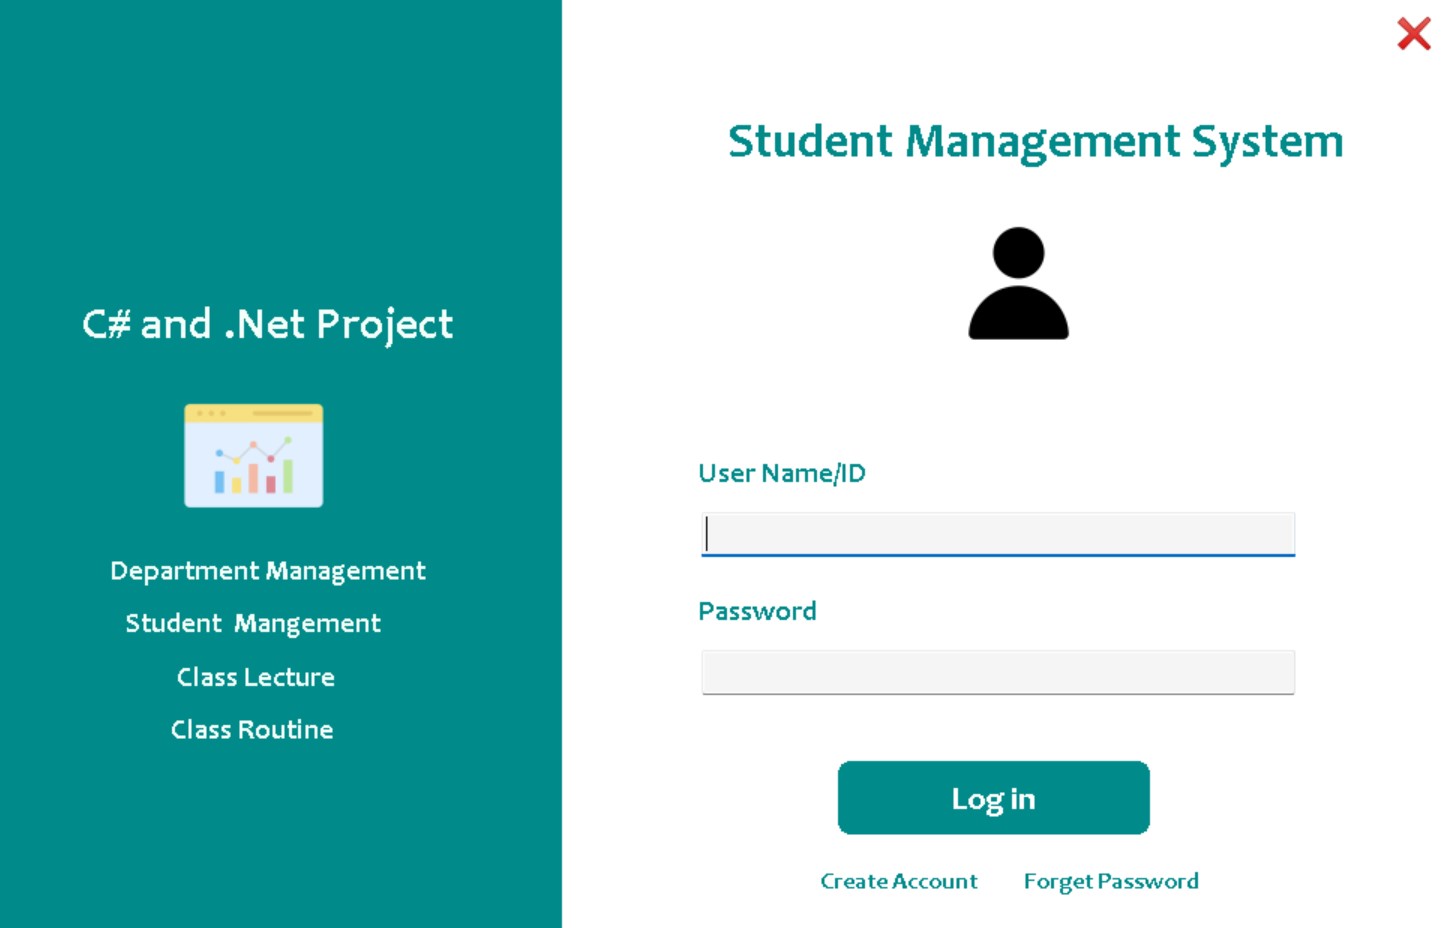 C# and .Net Project
Department Management
Student Mangement
Class Lecture
Class Routine
Student Management System
User Name/ID
Password
Log in
Create Account Forget Password